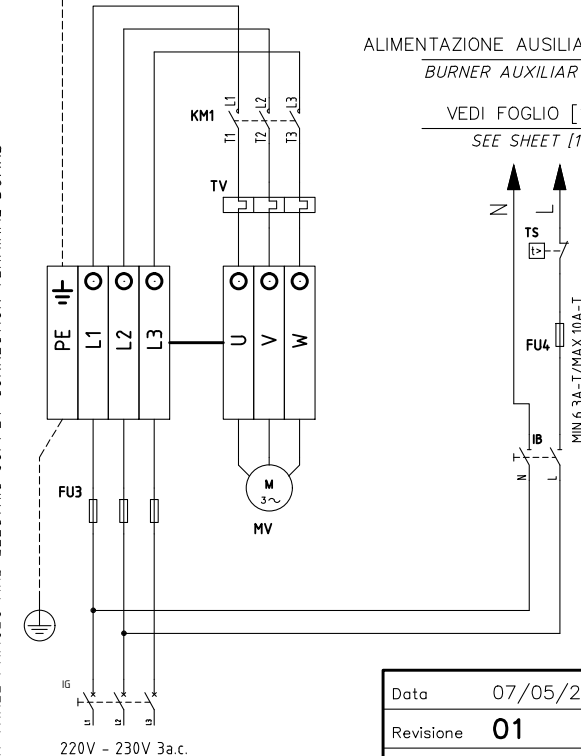 ALIMENTAZIONE AUSILIA
BURNER AUXILIAR
VEDI FOGLIO [
SEE SHEET [1
KM1
L1
L2
L3
T1
T2
T3
TV
N
L
TS
t>
FU4
MIN 6,3A-T/MAX 10A-T
PE
L1
L2
L3
U
V
W
IB
N
L
M
3~
MV
FU3
IG
L1
L2
L3
220V - 230V 3a.c.
Data 07/05/2
Revisione 01